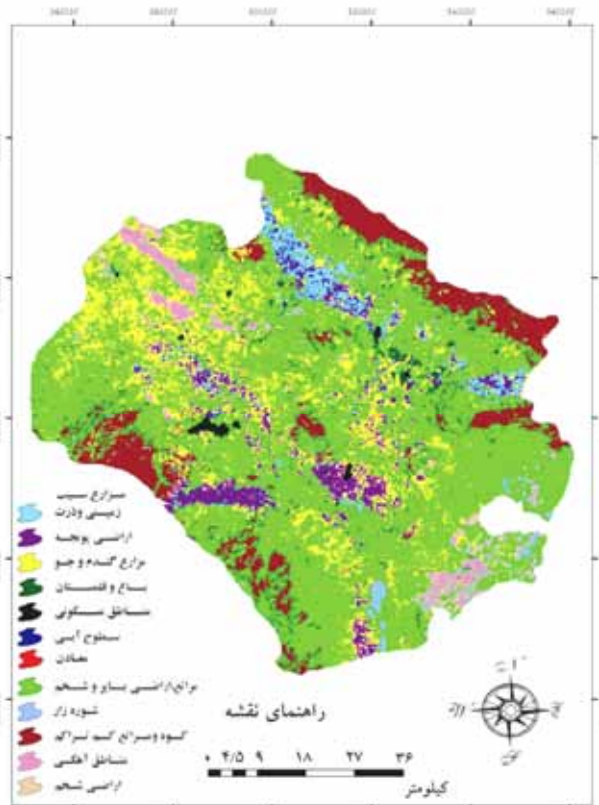 مزارع سیب
زمینی و ذرت
اراضی یونجه
مزارع گندم و جو
باغ و قلمستان
مناطق مسکونی
سطوح آبی
معادن
مراتع، اراضی بایر و شخم
شوره زار
کوه و مراتع کم تراکم
مناطق آهکی
اراضی شخم
راهنمای نقشه
۰ ۴/۵ ۹ ۱۸ ۲۷ ۳۶
کیلومتر